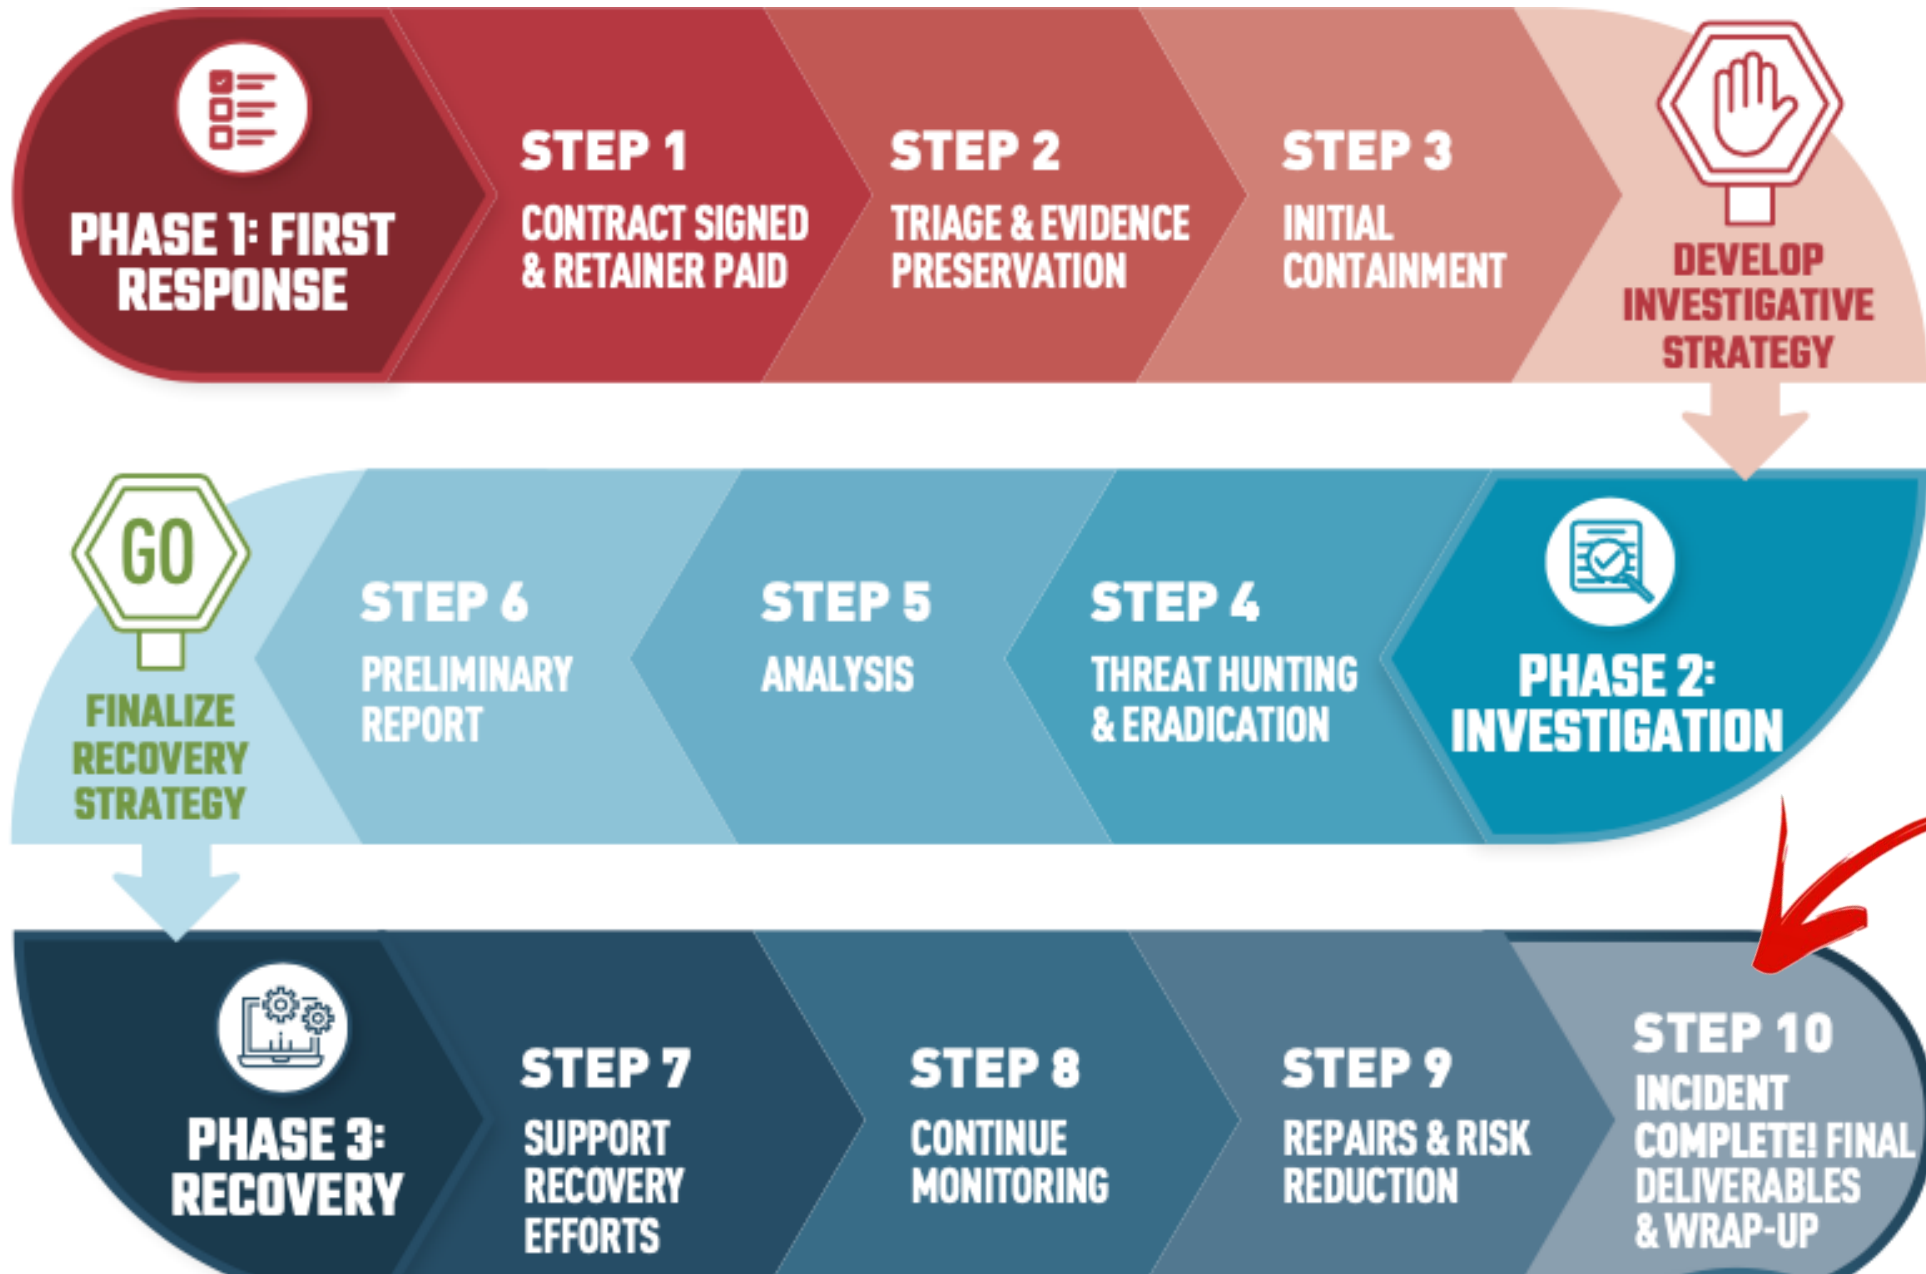 PHASE 1: FIRST
RESPONSE
STEP 1
CONTRACT SIGNED
& RETAINER PAID
STEP 2
TRIAGE & EVIDENCE
PRESERVATION
STEP 3
INITIAL
CONTAINMENT
DEVELOP
INVESTIGATIVE
STRATEGY
PHASE 2:
INVESTIGATION
STEP 4
THREAT HUNTING
& ERADICATION
STEP 5
ANALYSIS
STEP 6
PRELIMINARY
REPORT
GO
FINALIZE
RECOVERY
STRATEGY
PHASE 3:
RECOVERY
STEP 7
SUPPORT
RECOVERY
EFFORTS
STEP 8
CONTINUE
MONITORING
STEP 9
REPAIRS & RISK
REDUCTION
STEP 10
INCIDENT
COMPLETE! FINAL
DELIVERABLES
& WRAP-UP